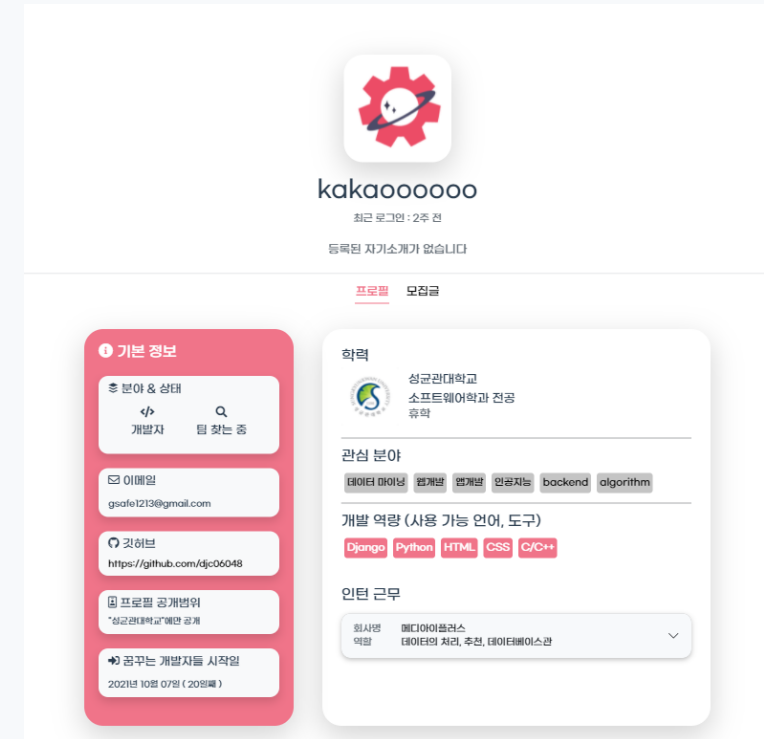 kakaoooooo
최근 로그인 : 2주 전
등록된 자기소개가 없습니다
프로필 모집글
기본 정보
분야 & 상태
개발자 팀 찾는 중
이메일
gsafe1213@gmail.com
깃허브
https://github.com/djc06048
프로필 공개범위
"성균관대학교"에만 공개
꿈꾸는 개발자들 시작일
2021년 10월 07일 ( 20일째 )
학력
성균관대학교
소프트웨어학과 전공
휴학
관심 분야
데이터 마이닝 웹개발 앱개발 인공지능 backend algorithm
개발 역량 (사용 가능 언어, 도구)
Django Python HTML CSS C/C++
인턴 근무
회사명 메디아이플러스
역할 데이터의 처리, 추천, 데이터베이스관